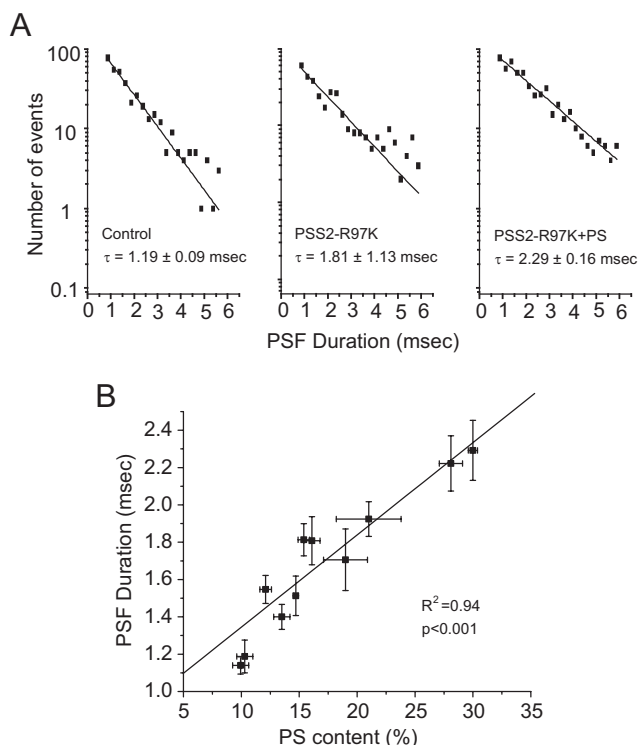 A
Number of events
100
10
1
0.1
Control
τ = 1.19 ± 0.09 msec
0 1 2 3 4 5 6
PSS2-R97K
τ = 1.81 ± 1.13 msec
0 1 2 3 4 5 6
PSS2-R97K+PS
τ = 2.29 ± 0.16 msec
0 1 2 3 4 5 6
PSF Duration (msec)
B
PSF Duration (msec)
2.4
2.2
2.0
1.8
1.6
1.4
1.2
1.0
R²=0.94
p<0.001
5 10 15 20 25 30 35
PS content (%)